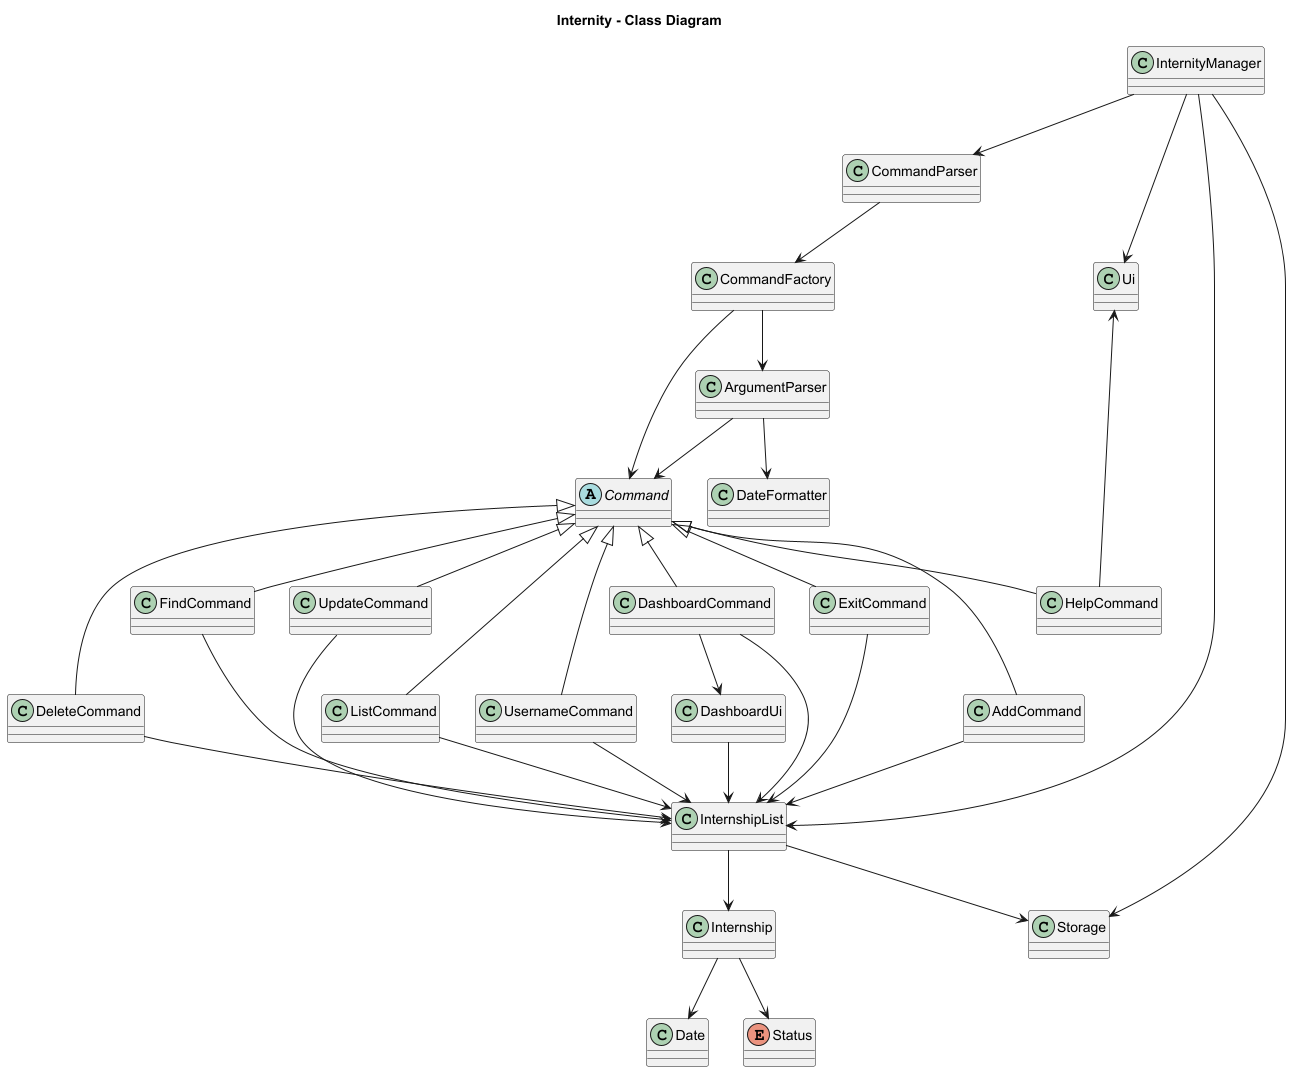 Internity - Class Diagram
C InternityManager
C CommandParser
C CommandFactory
C Ui
C ArgumentParser
A Command
C DateFormatter
C FindCommand
C UpdateCommand
C DashboardCommand
C ExitCommand
C HelpCommand
C DeleteCommand
C ListCommand
C UsernameCommand
C DashboardUi
C AddCommand
C InternshipList
C Internship
C Storage
C Date
E Status